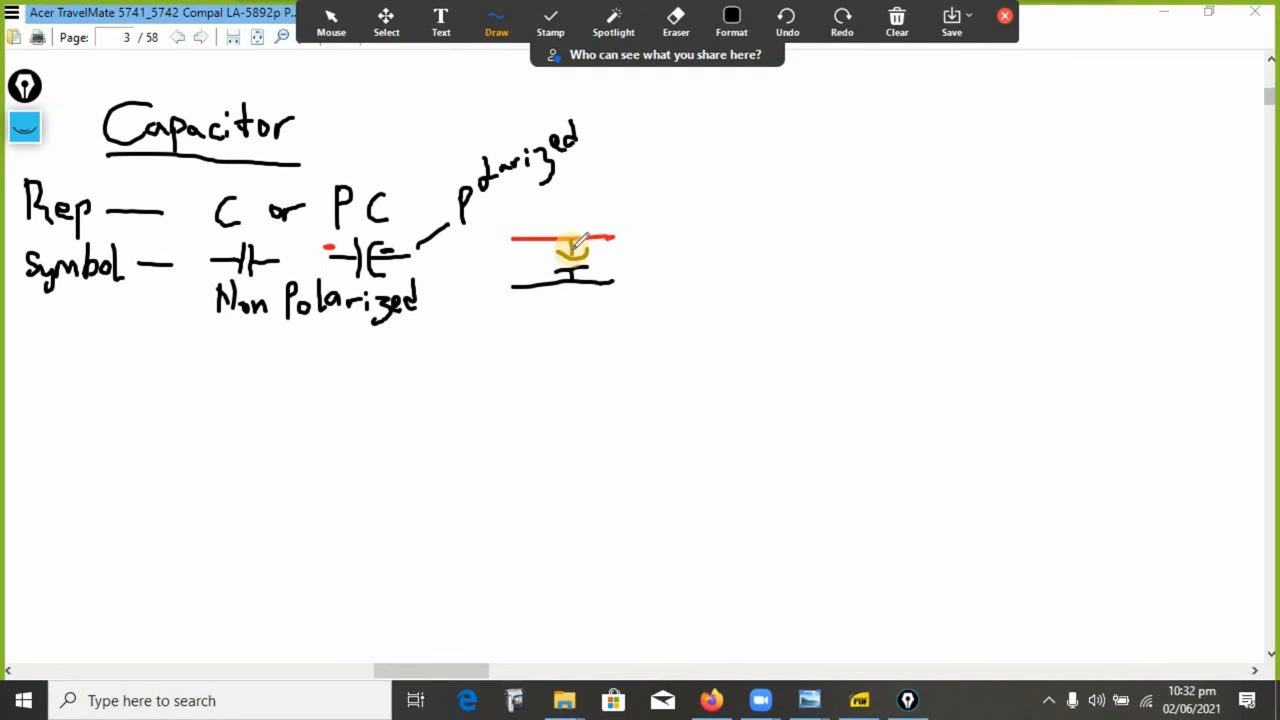 Acer TravelMate 5741_5742 Compal LA-5892p P
Page: 3 / 58
Mouse Select Text Draw Stamp Spotlight Eraser Format Undo Redo Clear Save
Who can see what you share here?
Capacitor
Polarized
Rep — C or PC
Symbol —
Non Polarized
Type here to search
10:32 pm
02/06/2021